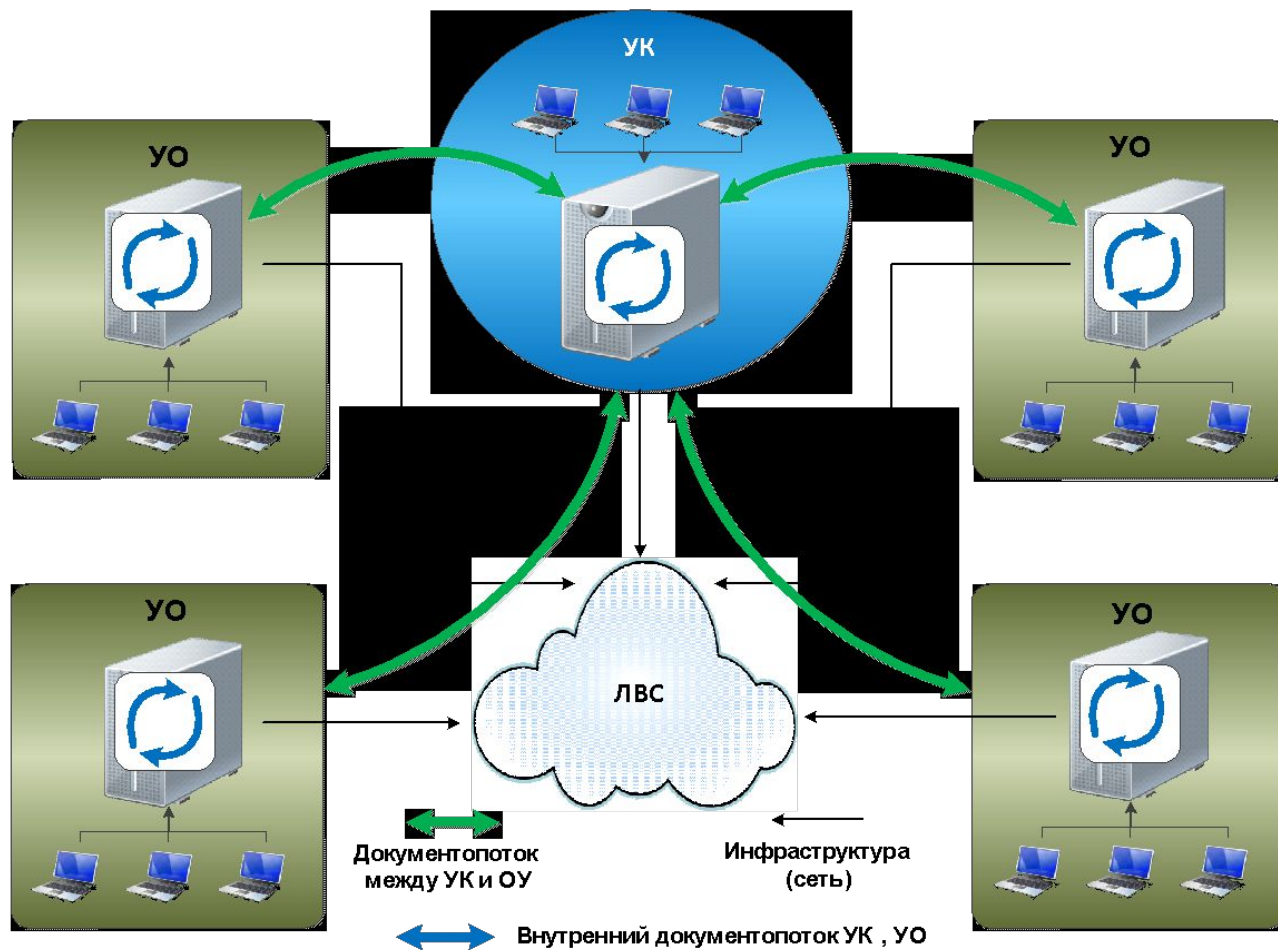 УК
УО
УО
УО
УО
ЛВС
Документопоток
между УК и ОУ
Инфраструктура
(сеть)
Внутренний документопоток УК , УО